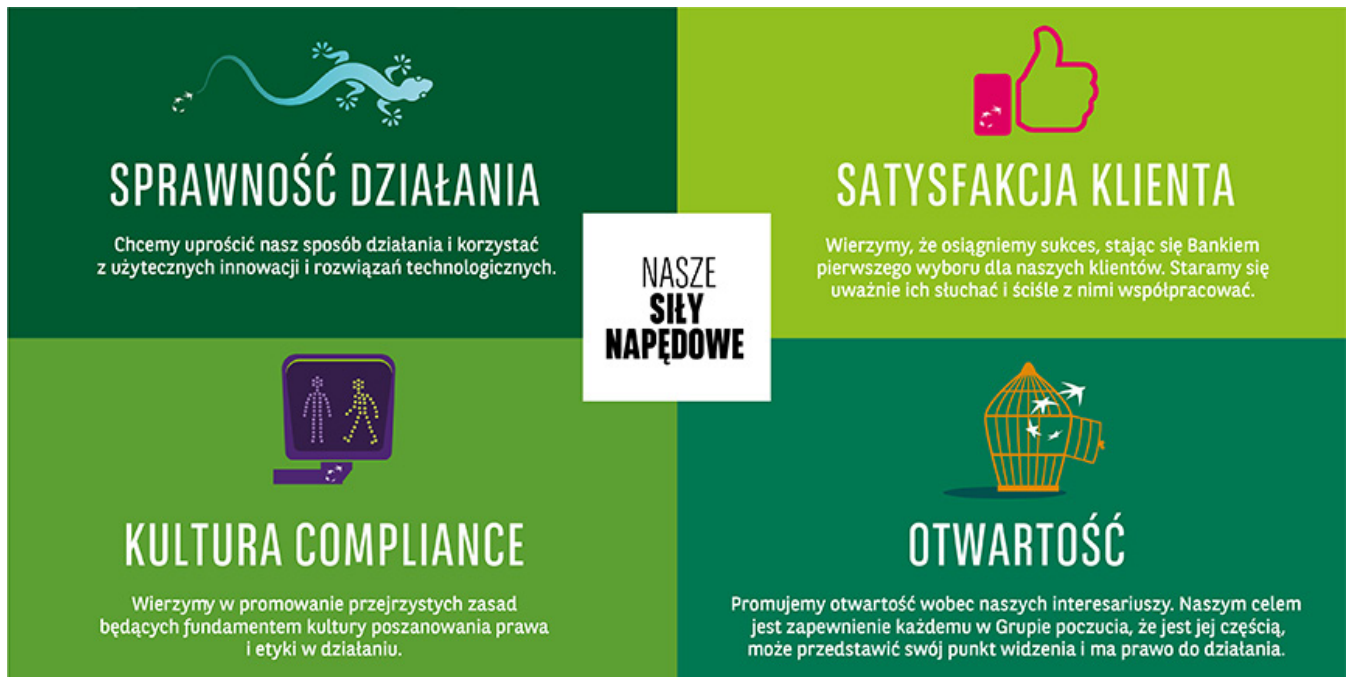 SPRAWNOŚĆ DZIAŁANIA
Chcemy uprościć nasz sposób działania i korzystać
z użytecznych innowacji i rozwiązań technologicznych.
SATYSFAKCJA KLIENTA
Wierzymy, że osiągniemy sukces, stając się Bankiem
pierwszego wyboru dla naszych klientów. Staramy się
uważnie ich słuchać i ściśle z nimi współpracować.
NASZE
SIŁY
NAPĘDOWE
KULTURA COMPLIANCE
Wierzymy w promowanie przejrzystych zasad
będących fundamentem kultury poszanowania prawa
i etyki w działaniu.
OTWARTOŚĆ
Promujemy otwartość wobec naszych interesariuszy. Naszym celem
jest zapewnienie każdemu w Grupie poczucia, że jest jej częścią,
może przedstawić swój punkt widzenia i ma prawo do działania.